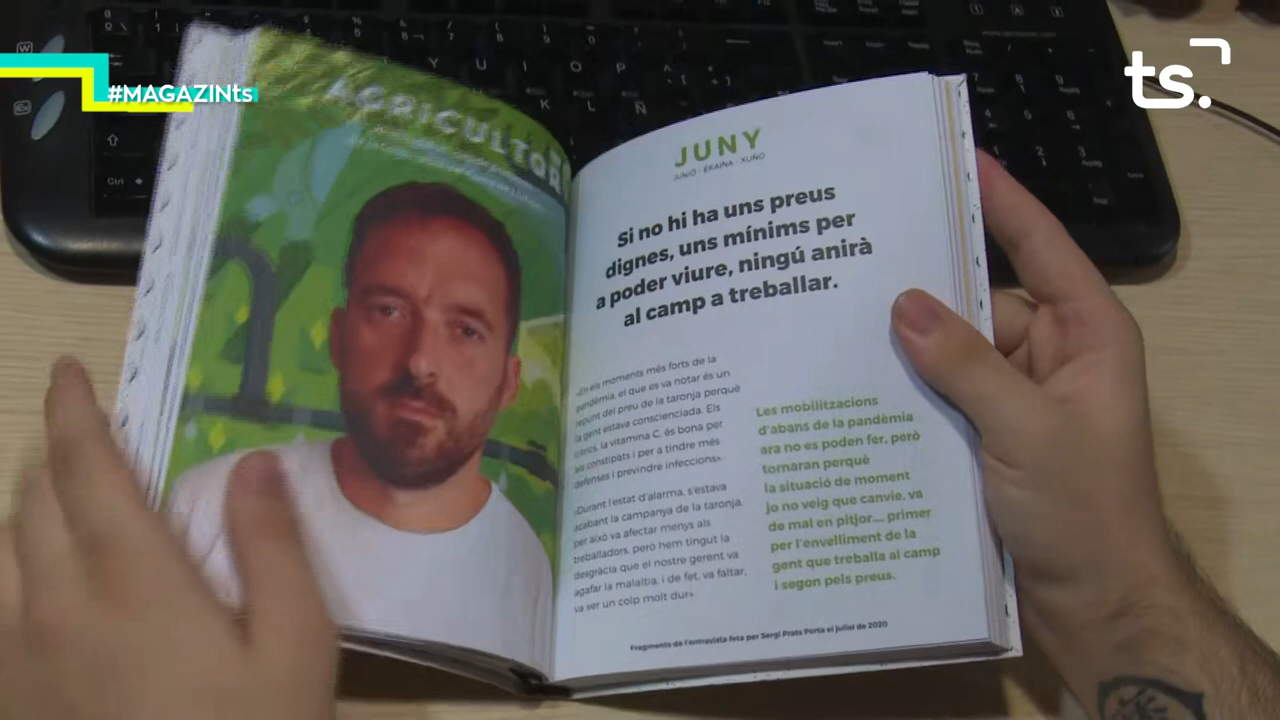 #MAGAZINts
ts.
AGRICULTOR
JUNY
JUNIO · EKAINA · XUÑO
Si no hi ha uns preus
dignes, uns mínims per
a poder viure, ningú anirà
al camp a treballar.
«En els moments més forts de la
pandèmia, el que es va notar és un
repunt del preu de la taronja perquè
la gent estava conscienciada. Els
cítrics, la vitamina C, és bona per
als constipats i per a tindre més
defenses i previndre infeccions».
«Durant l'estat d'alarma, s'estava
acabant la campanya de la taronja,
per això va afectar menys als
treballadors, però hem tingut la
desgràcia que el nostre gerent va
agafar la malaltia, i de fet, va faltar,
va ser un colp molt dur».
Les mobilitzacions
d'abans de la pandèmia
ara no es poden fer, però
tornaran perquè
la situació de moment
jo no veig que canvie, va
de mal en pitjor... primer
per l'envelliment de la
gent que treballa al camp
i segon pels preus.
Fragments de l'entrevista feta per Sergi Prats Porta el juliol de 2020
Ctrl
Y U I O P
K L Ñ